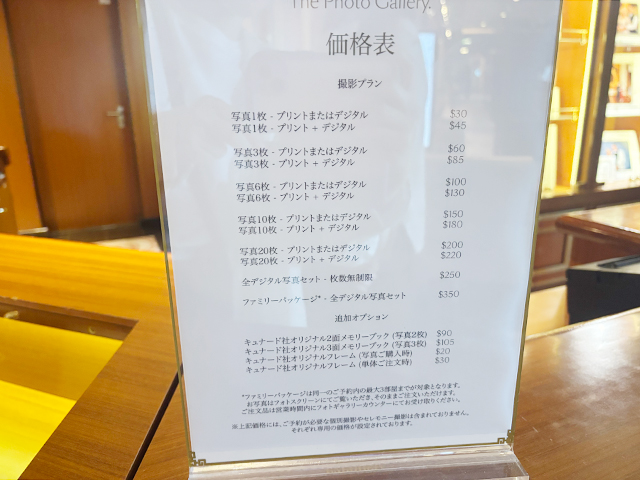 The Photo Gallery.
価格表
撮影プラン
写真1枚 - プリントまたはデジタル $30
写真1枚 - プリント + デジタル $45
写真3枚 - プリントまたはデジタル $60
写真3枚 - プリント + デジタル $85
写真6枚 - プリントまたはデジタル $100
写真6枚 - プリント + デジタル $130
写真10枚 - プリントまたはデジタル $150
写真10枚 - プリント + デジタル $180
写真20枚 - プリントまたはデジタル $200
写真20枚 - プリント + デジタル $220
全デジタル写真セット - 枚数無制限 $250
ファミリーパッケージ* - 全デジタル写真セット $350
追加オプション
キュナード社オリジナル2面メモリーブック (写真2枚) $90
キュナード社オリジナル3面メモリーブック (写真3枚) $105
キュナード社オリジナルフレーム (写真ご購入時) $20
キュナード社オリジナルフレーム (単体ご注文時) $30
*ファミリーパッケージは同一のご予約内の最大3部屋までが対象となります。
お写真はフォトスクリーンにてご覧いただき、そのままご注文いただけます。
ご注文品は営業時間内にフォトギャラリーカウンターにてお受け取りください。
※上記価格には、ご予約が必要な個別撮影やセレモニー撮影は含まれておりません。
それぞれ専用の価格が設定されております。